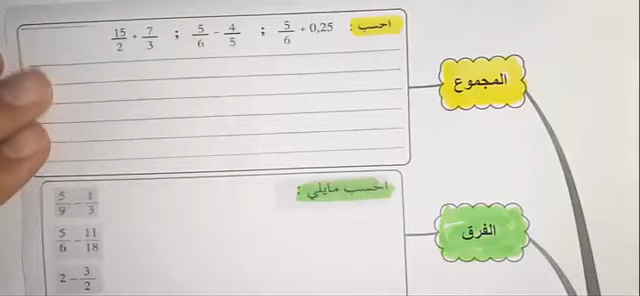 احسب : 5/6 + 0,25 ; 5/6 - 4/5 ; 15/2 + 7/3
المجموع
احسب مايلي :
5/9 - 1/3
الفرق
5/6 - 11/18
2 - 3/2